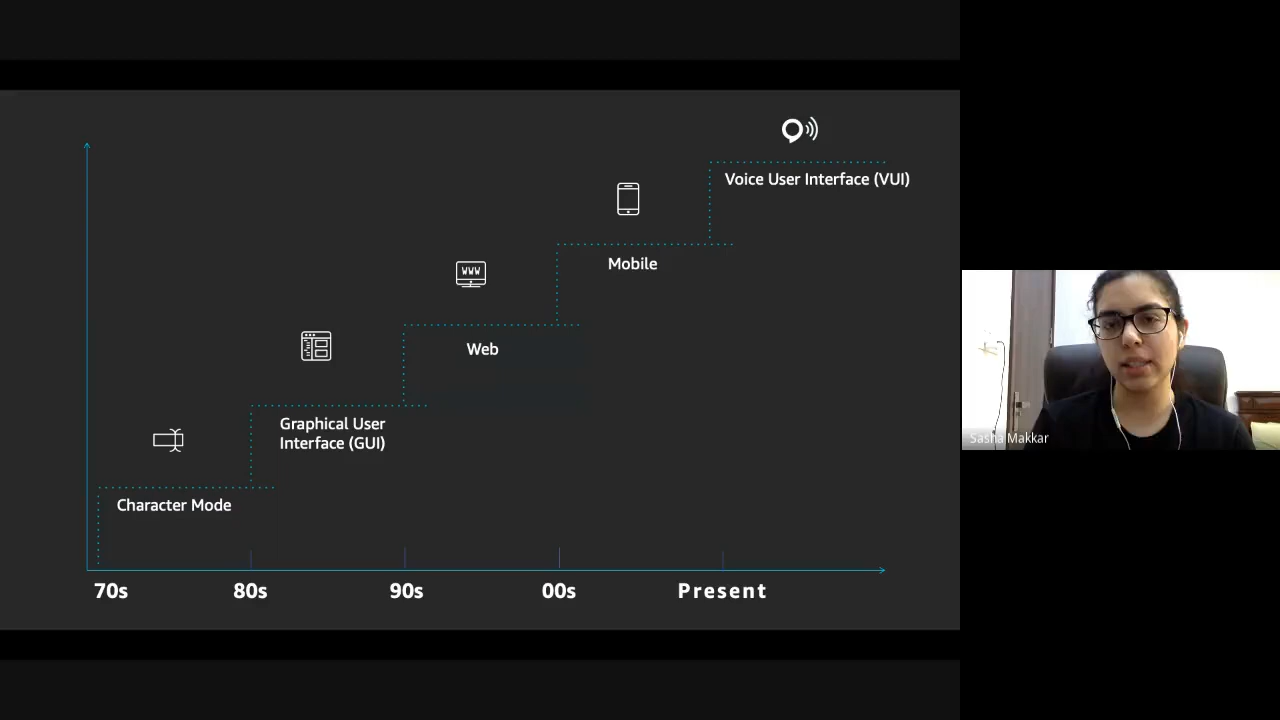 Voice User Interface (VUI)
Mobile
WWW
Web
Graphical User
Interface (GUI)
Character Mode
70s
80s
90s
00s
Present
Sasha Makkar